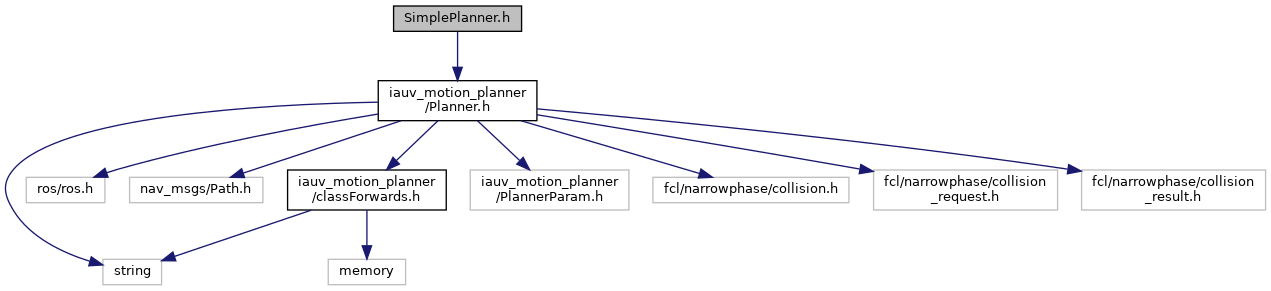 SimplePlanner.h
iauv_motion_planner
/Planner.h
ros/ros.h
nav_msgs/Path.h
iauv_motion_planner
/classForwards.h
iauv_motion_planner
/PlannerParam.h
fcl/narrowphase/collision.h
fcl/narrowphase/collision
_request.h
fcl/narrowphase/collision
_result.h
string
memory